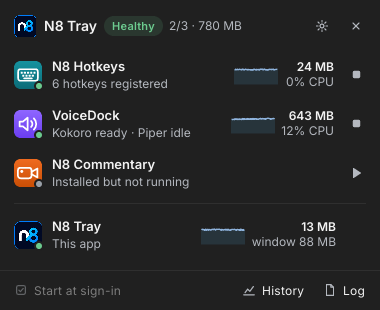 n8 N8 Tray Healthy 2/3 · 780 MB
N8 Hotkeys 24 MB
6 hotkeys registered 0% CPU
VoiceDock 643 MB
Kokoro ready · Piper idle 12% CPU
N8 Commentary
Installed but not running
n8 N8 Tray 13 MB
This app window 88 MB
Start at sign-in History Log